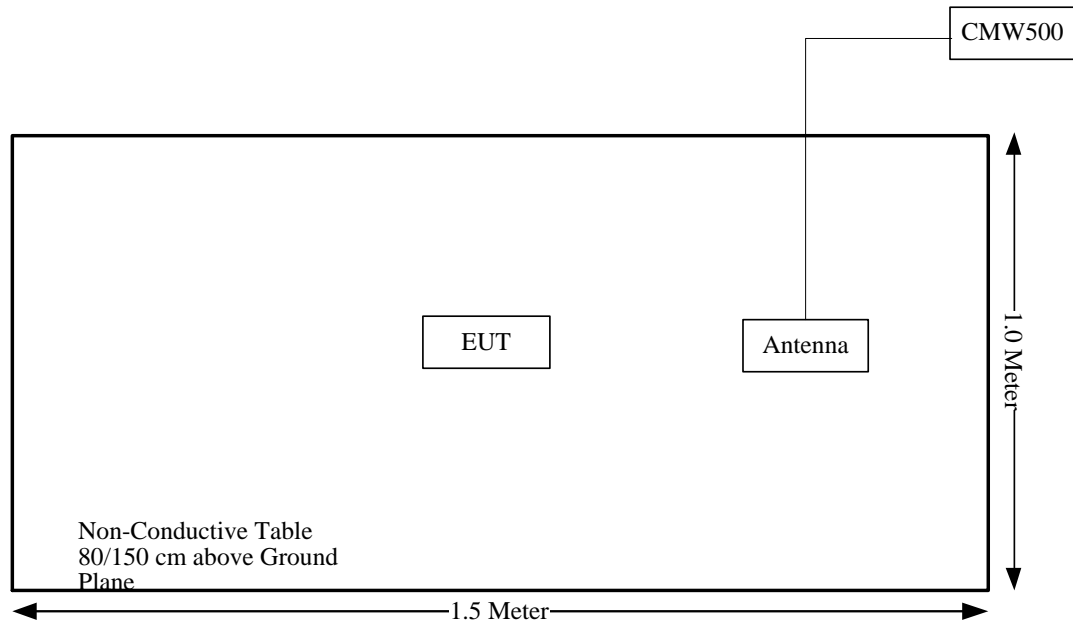 CMW500
EUT
Antenna
1.0 Meter
Non-Conductive Table
80/150 cm above Ground
Plane
1.5 Meter